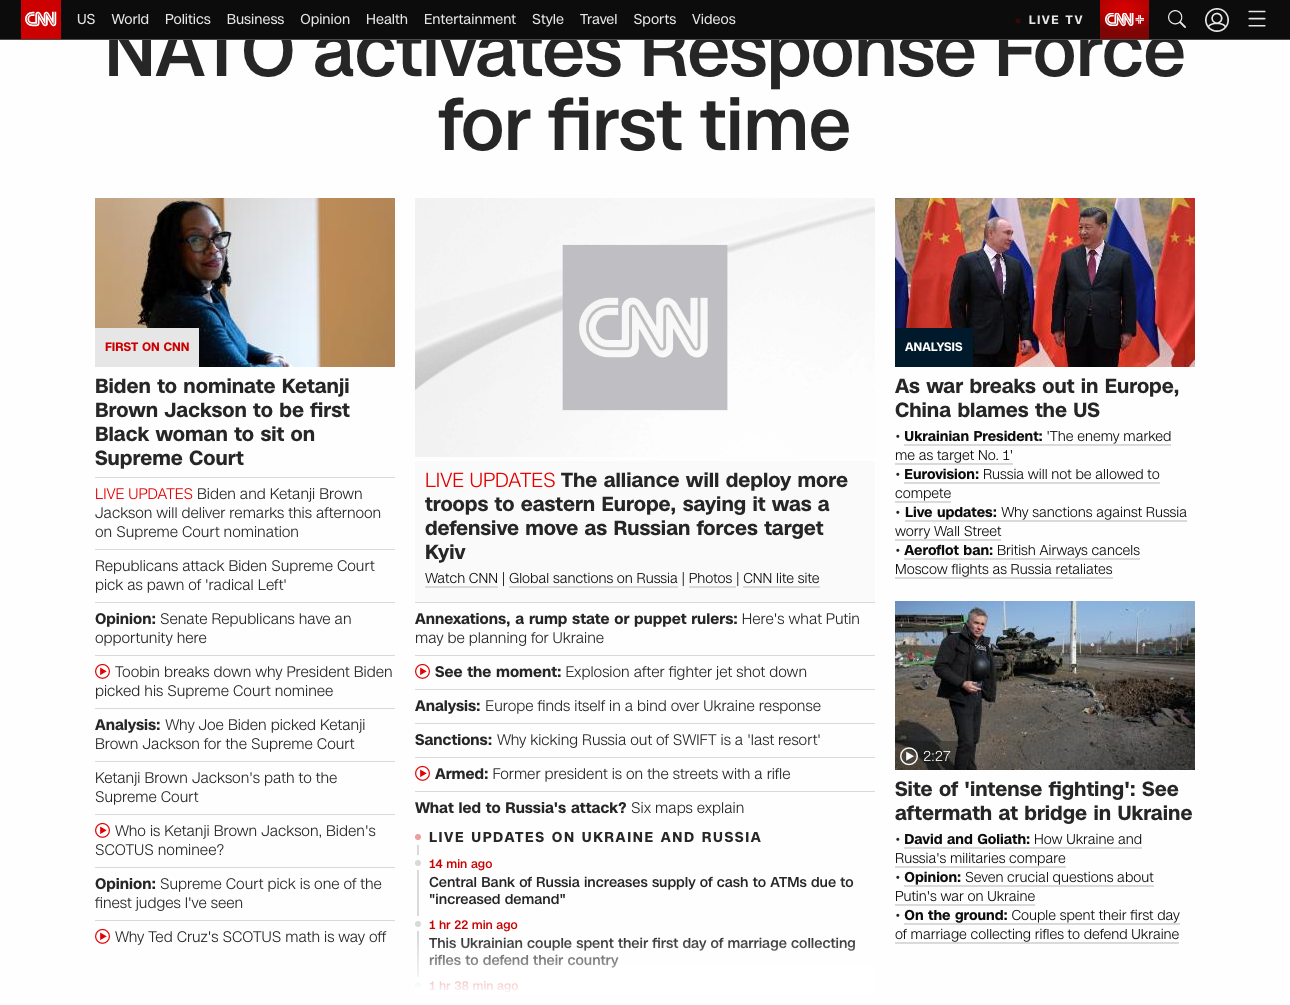 CNN US World Politics Business Opinion Health Entertainment Style Travel Sports Videos LIVE TV CNN+
NATO activates Response Force
for first time
FIRST ON CNN
Biden to nominate Ketanji
Brown Jackson to be first
Black woman to sit on
Supreme Court
LIVE UPDATES Biden and Ketanji Brown
Jackson will deliver remarks this afternoon
on Supreme Court nomination
Republicans attack Biden Supreme Court
pick as pawn of 'radical Left'
Opinion: Senate Republicans have an
opportunity here
Toobin breaks down why President Biden
picked his Supreme Court nominee
Analysis: Why Joe Biden picked Ketanji
Brown Jackson for the Supreme Court
Ketanji Brown Jackson's path to the
Supreme Court
Who is Ketanji Brown Jackson, Biden's
SCOTUS nominee?
Opinion: Supreme Court pick is one of the
finest judges I've seen
Why Ted Cruz's SCOTUS math is way off
CNN
LIVE UPDATES The alliance will deploy more
troops to eastern Europe, saying it was a
defensive move as Russian forces target
Kyiv
Watch CNN | Global sanctions on Russia | Photos | CNN lite site
Annexations, a rump state or puppet rulers: Here's what Putin
may be planning for Ukraine
See the moment: Explosion after fighter jet shot down
Analysis: Europe finds itself in a bind over Ukraine response
Sanctions: Why kicking Russia out of SWIFT is a 'last resort'
Armed: Former president is on the streets with a rifle
What led to Russia's attack? Six maps explain
LIVE UPDATES ON UKRAINE AND RUSSIA
14 min ago
Central Bank of Russia increases supply of cash to ATMs due to
"increased demand"
1 hr 22 min ago
This Ukrainian couple spent their first day of marriage collecting
rifles to defend their country
1 hr 38 min ago
ANALYSIS
As war breaks out in Europe,
China blames the US
• Ukrainian President: 'The enemy marked
me as target No. 1'
• Eurovision: Russia will not be allowed to
compete
• Live updates: Why sanctions against Russia
worry Wall Street
• Aeroflot ban: British Airways cancels
Moscow flights as Russia retaliates
2:27
Site of 'intense fighting': See
aftermath at bridge in Ukraine
• David and Goliath: How Ukraine and
Russia's militaries compare
• Opinion: Seven crucial questions about
Putin's war on Ukraine
• On the ground: Couple spent their first day
of marriage collecting rifles to defend Ukraine